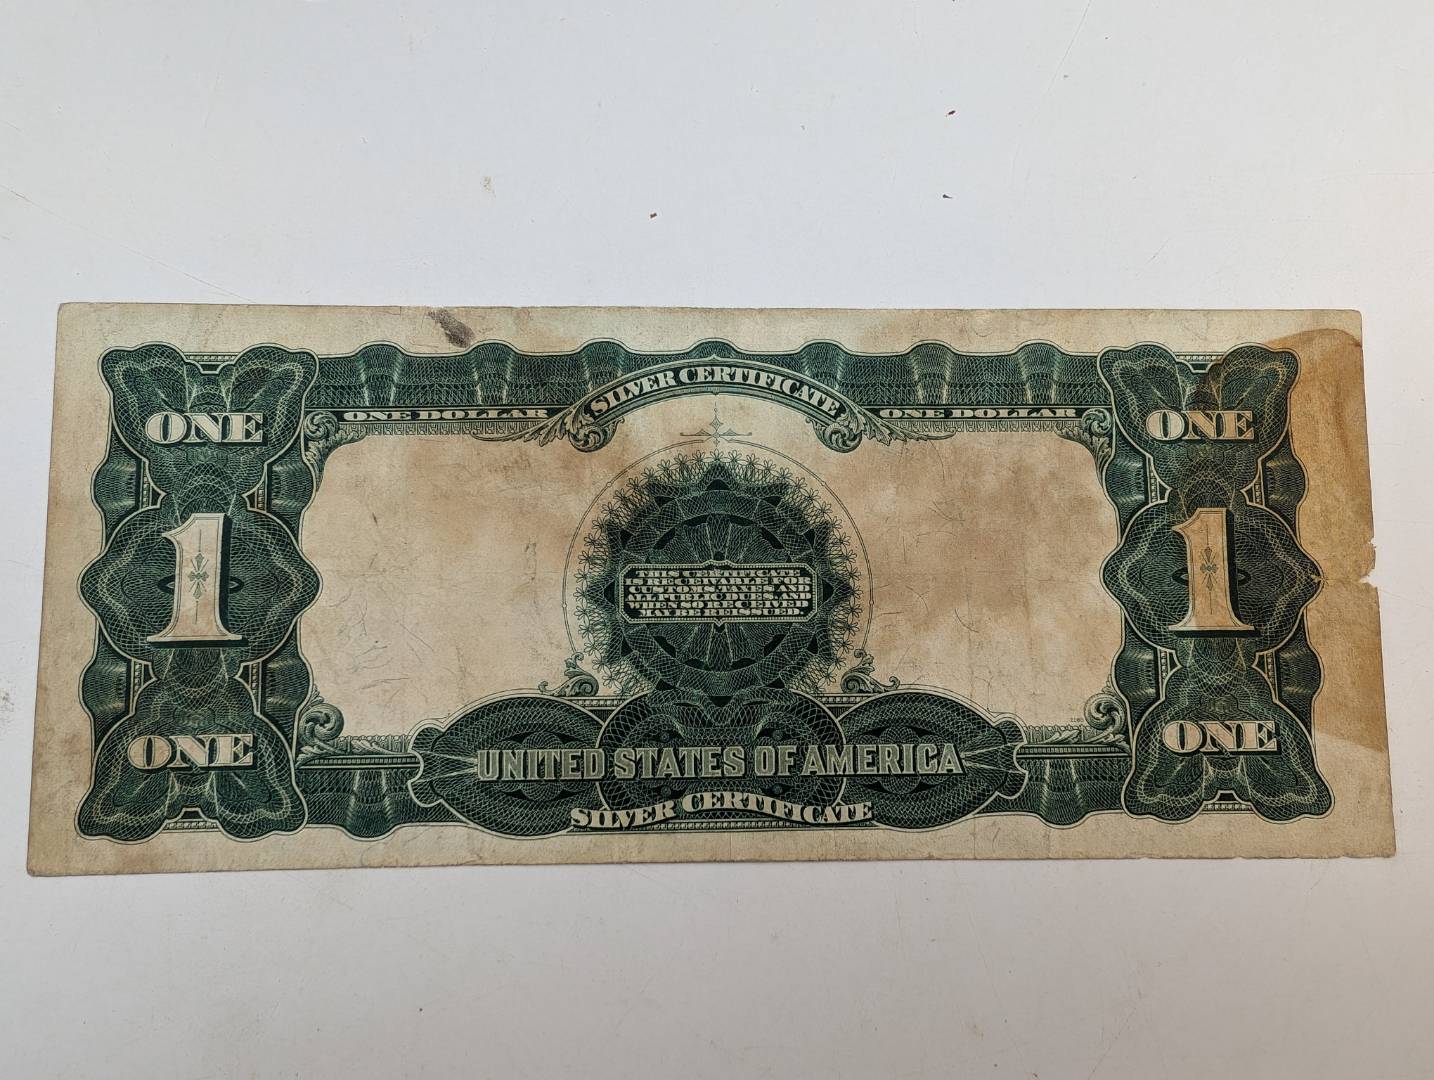 SILVER CERTIFICATE
ONE DOLLAR ONE DOLLAR
ONE ONE
1 1
THIS CERTIFICATE
IS RECEIVABLE FOR
CUSTOMS, TAXES AND
ALL PUBLIC DUES AND
WHEN SO RECEIVED
MAY BE REISSUED.
ONE ONE
UNITED STATES OF AMERICA
SILVER CERTIFICATE